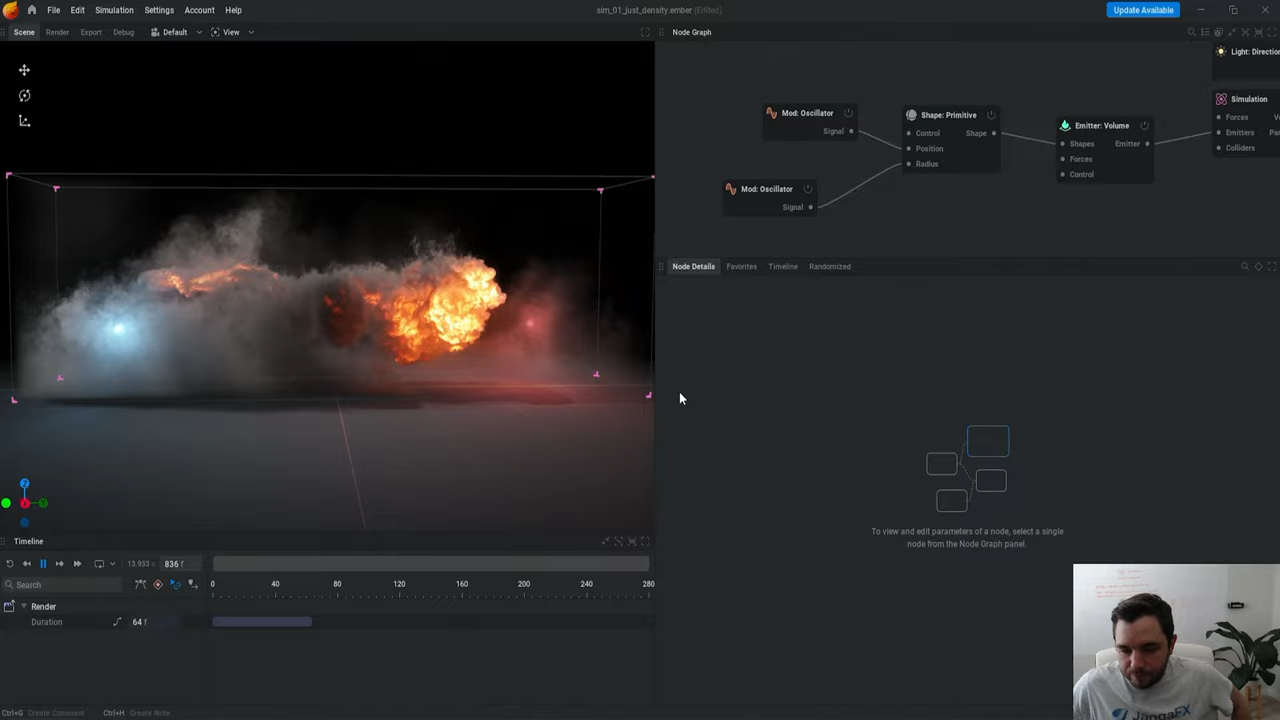 File Edit Simulation Settings Account Help
sim_01_just_density.ember (Edited)
Update Available
Scene Render Export Debug Default View
Node Graph
Light: Directio
Mod: Oscillator
Signal
Shape: Primitive
Control Shape
Position
Radius
Emitter: Volume
Shapes Emitter
Forces
Control
Simulation
Forces
Emitters
Colliders
Mod: Oscillator
Signal
Node Details Favorites Timeline Randomized
To view and edit parameters of a node, select a single
node from the Node Graph panel.
Timeline
13.933 s 836 f
Search
0 40 80 120 160 200 240 280
Render
Duration 64 f
Ctrl+G Create Comment Ctrl+H Create Note
JangaFX